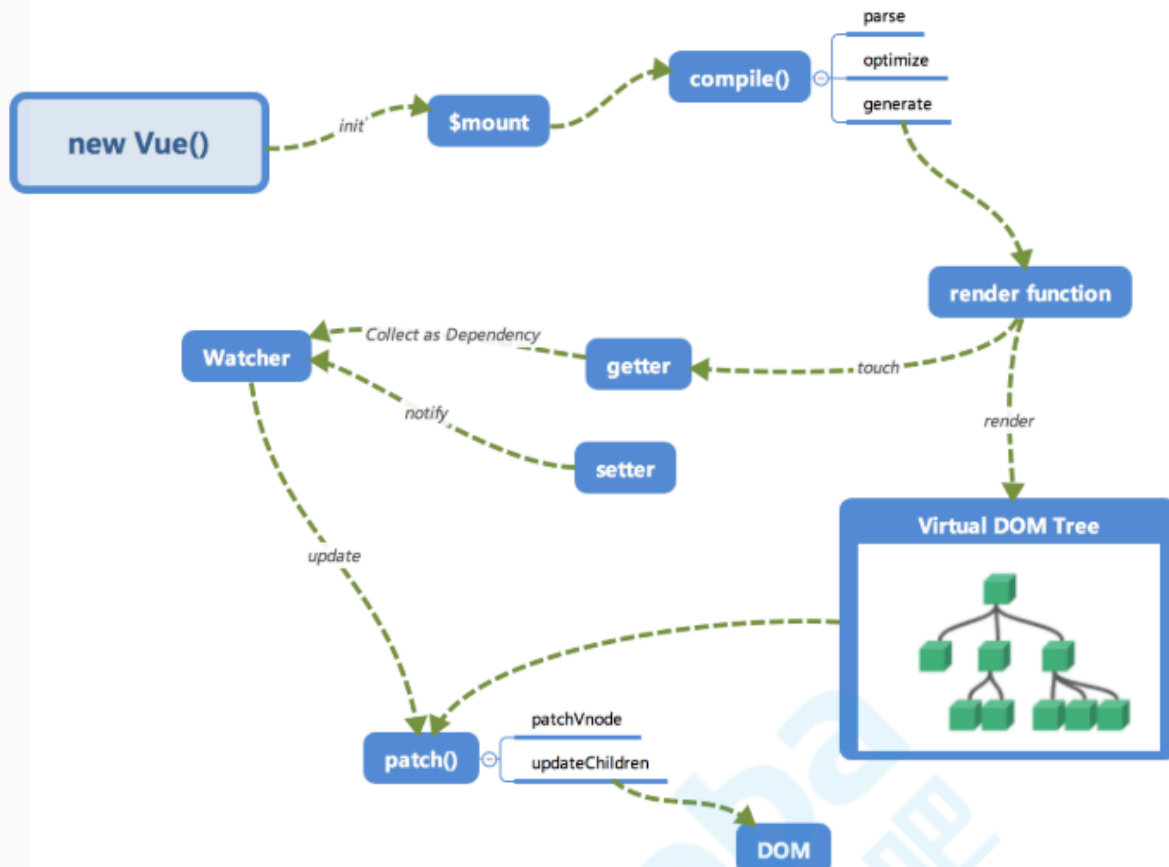 parse
compile()
optimize
generate
new Vue()
init
$mount
render function
Collect as Dependency
Watcher
getter
touch
notify
render
setter
Virtual DOM Tree
update
patchVnode
patch()
updateChildren
DOM
吧